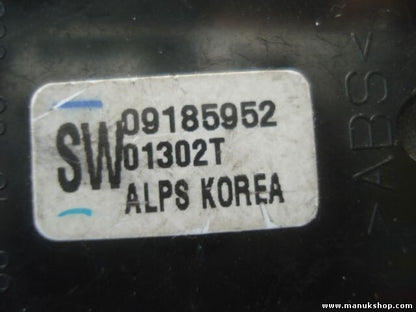 SW
09185952
01302T
ALPS KOREA
>ABS<
www.manukshop.com